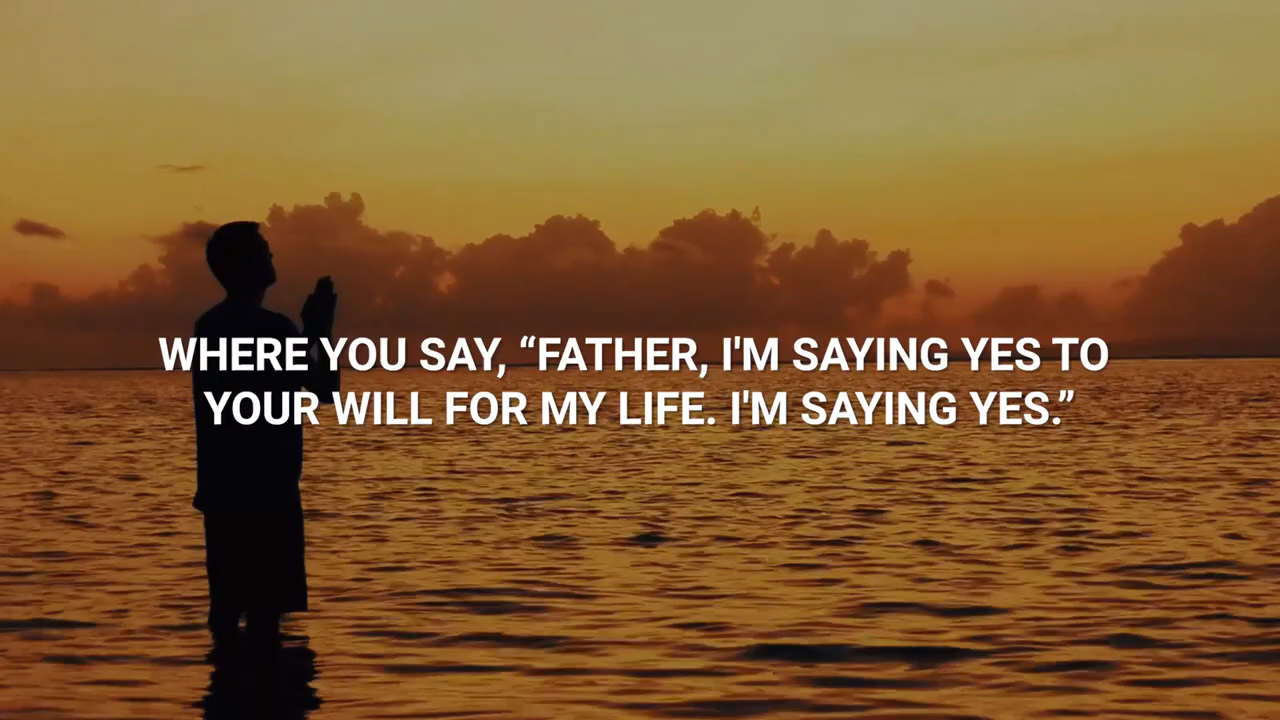 WHERE YOU SAY, “FATHER, I'M SAYING YES TO
YOUR WILL FOR MY LIFE. I'M SAYING YES.”